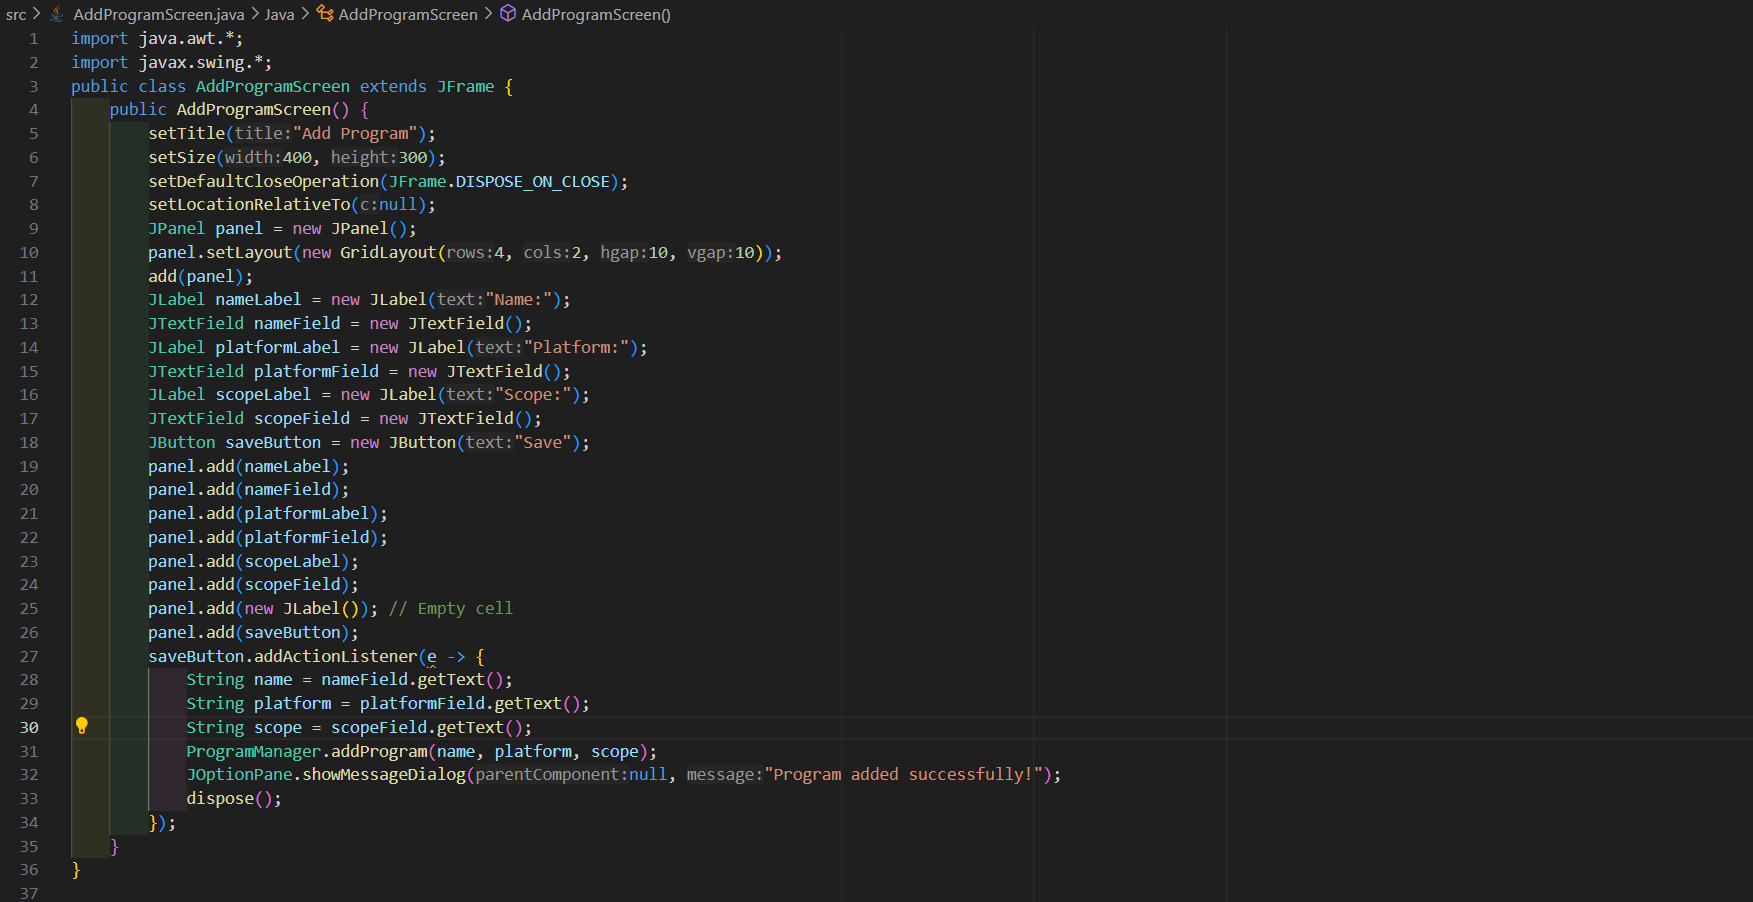 src > AddProgramScreen.java > Java > AddProgramScreen > AddProgramScreen()
1 import java.awt.*;
2 import javax.swing.*;
3 public class AddProgramScreen extends JFrame {
4     public AddProgramScreen() {
5         setTitle(title:"Add Program");
6         setSize(width:400, height:300);
7         setDefaultCloseOperation(JFrame.DISPOSE_ON_CLOSE);
8         setLocationRelativeTo(c:null);
9         JPanel panel = new JPanel();
10         panel.setLayout(new GridLayout(rows:4, cols:2, hgap:10, vgap:10));
11         add(panel);
12         JLabel nameLabel = new JLabel(text:"Name:");
13         JTextField nameField = new JTextField();
14         JLabel platformLabel = new JLabel(text:"Platform:");
15         JTextField platformField = new JTextField();
16         JLabel scopeLabel = new JLabel(text:"Scope:");
17         JTextField scopeField = new JTextField();
18         JButton saveButton = new JButton(text:"Save");
19         panel.add(nameLabel);
20         panel.add(nameField);
21         panel.add(platformLabel);
22         panel.add(platformField);
23         panel.add(scopeLabel);
24         panel.add(scopeField);
25         panel.add(new JLabel()); // Empty cell
26         panel.add(saveButton);
27         saveButton.addActionListener(e -> {
28             String name = nameField.getText();
29             String platform = platformField.getText();
30             String scope = scopeField.getText();
31             ProgramManager.addProgram(name, platform, scope);
32             JOptionPane.showMessageDialog(parentComponent:null, message:"Program added successfully!");
33             dispose();
34         });
35     }
36 }
37